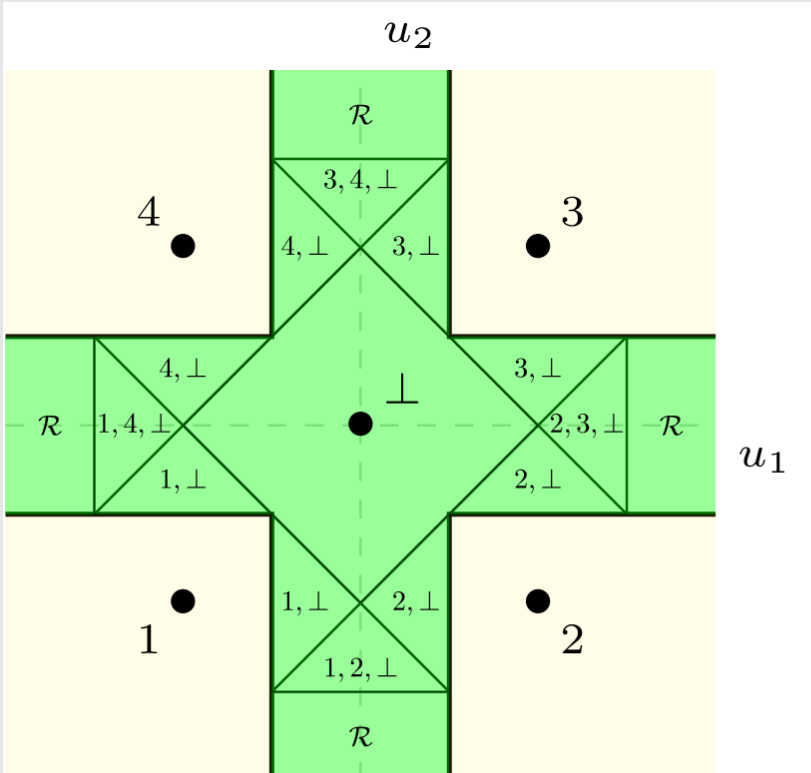 u₂
ℛ
3, 4, ⊥
4 3
4, ⊥ 3, ⊥
4, ⊥ 3, ⊥
⊥
ℛ 1, 4, ⊥ 2, 3, ⊥ ℛ
u₁
1, ⊥ 2, ⊥
1, ⊥ 2, ⊥
1 2
1, 2, ⊥
ℛ